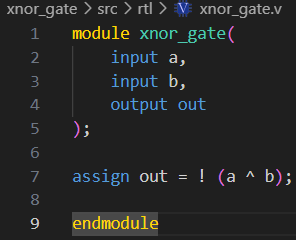 xnor_gate > src > rtl > xnor_gate.v
1 module xnor_gate(
2     input a,
3     input b,
4     output out
5 );
6
7 assign out = ! (a ^ b);
8
9 endmodule